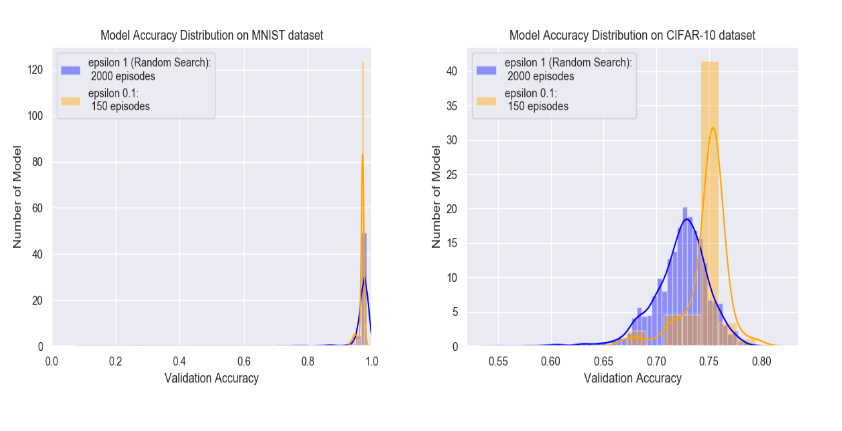 Model Accuracy Distribution on MNIST dataset
epsilon 1 (Random Search):
2000 episodes
epsilon 0.1:
150 episodes
120
100
80
60
40
20
0
Number of Model
0.0 0.2 0.4 0.6 0.8 1.0
Validation Accuracy
Model Accuracy Distribution on CIFAR-10 dataset
epsilon 1 (Random Search):
2000 episodes
epsilon 0.1:
150 episodes
40
35
30
25
20
15
10
5
0
Number of Model
0.55 0.60 0.65 0.70 0.75 0.80
Validation Accuracy